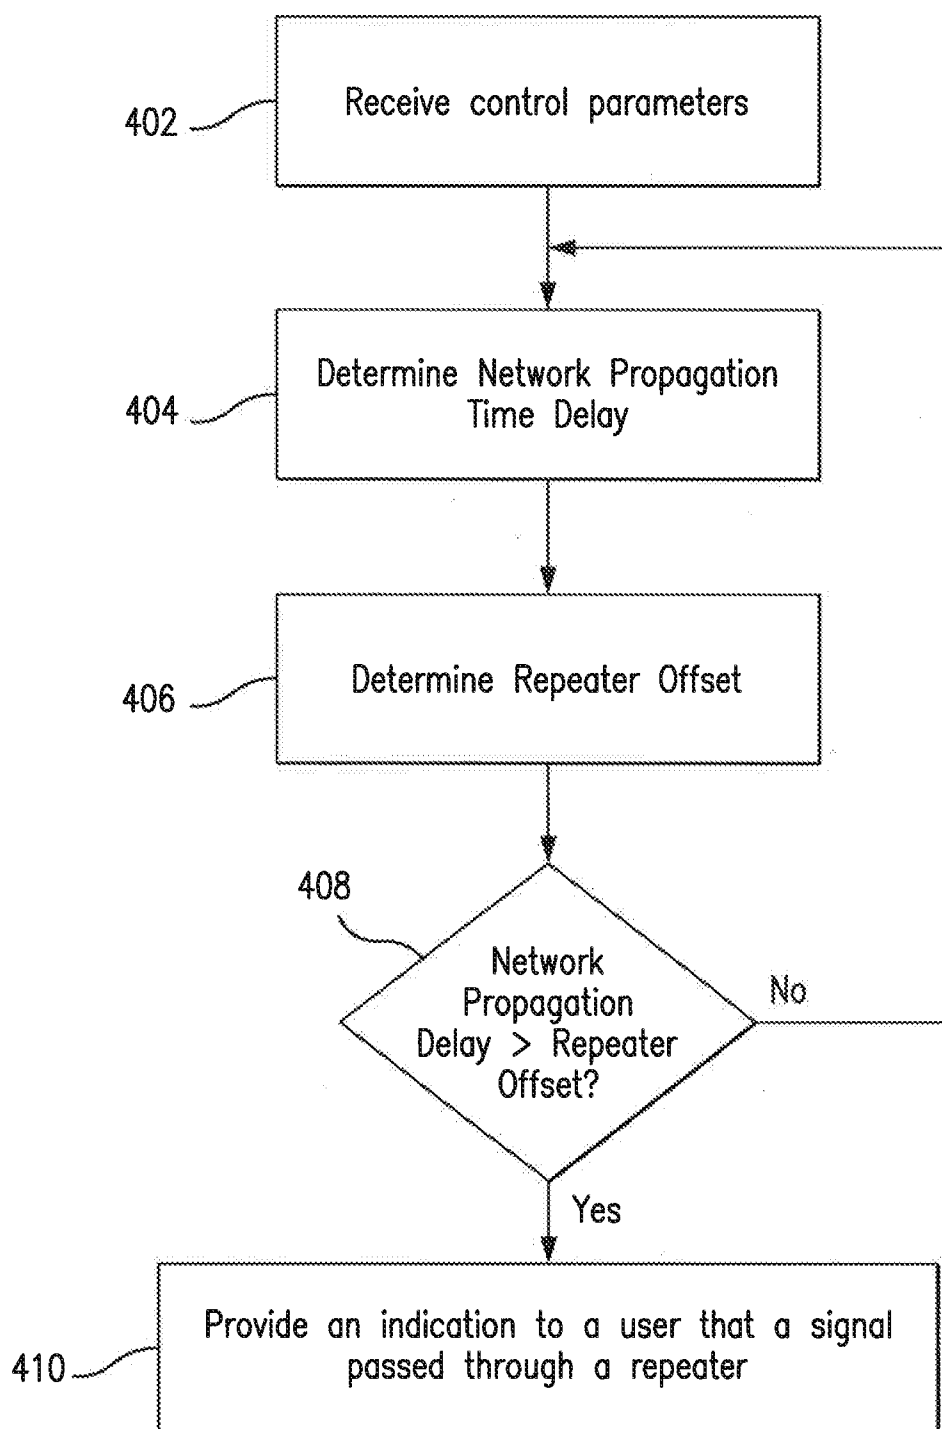 402
Receive control parameters
404
Determine Network Propagation
Time Delay
406
Determine Repeater Offset
408
Network
Propagation
Delay > Repeater
Offset?
No
Yes
410
Provide an indication to a user that a signal
passed through a repeater